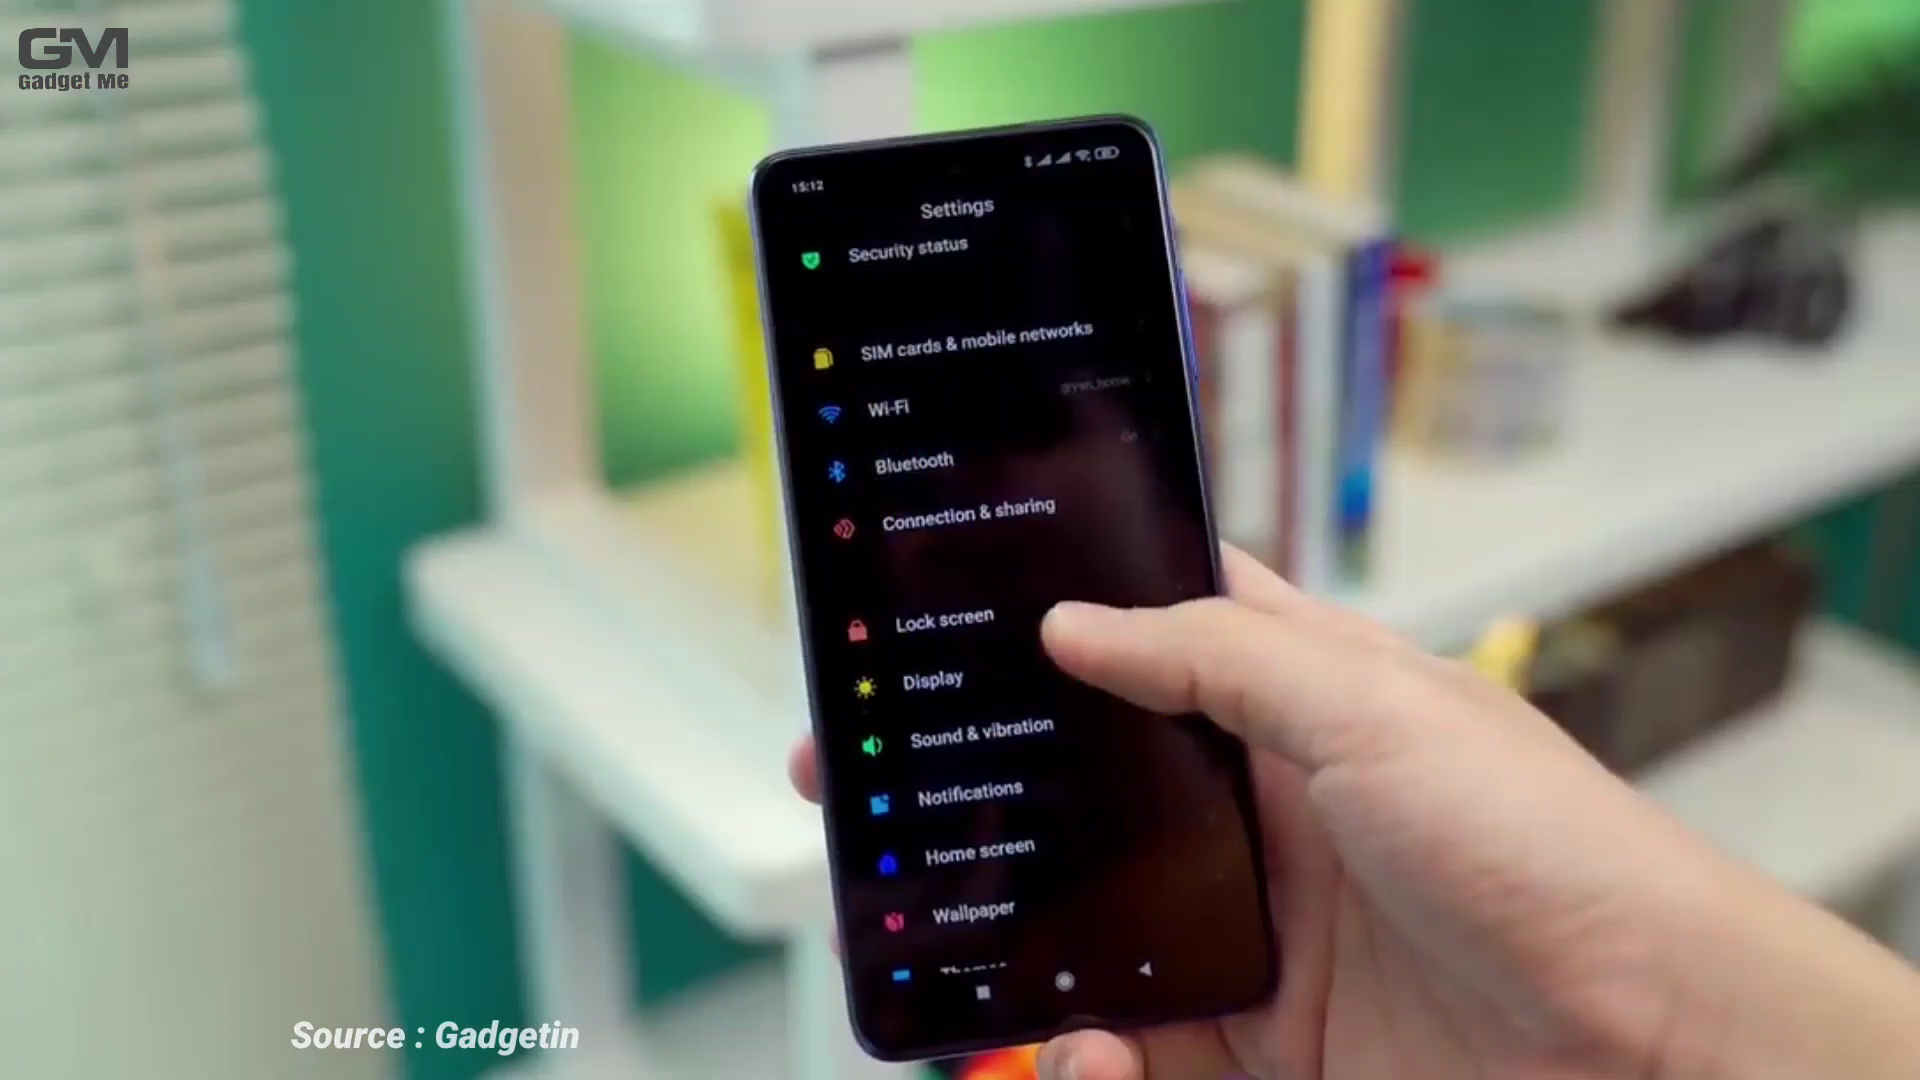 GM
Gadget Me
15:12
Settings
Security status
SIM cards & mobile networks
Wi-Fi
Bluetooth
On
Connection & sharing
Lock screen
Display
Sound & vibration
Notifications
Home screen
Wallpaper
Source : Gadgetin